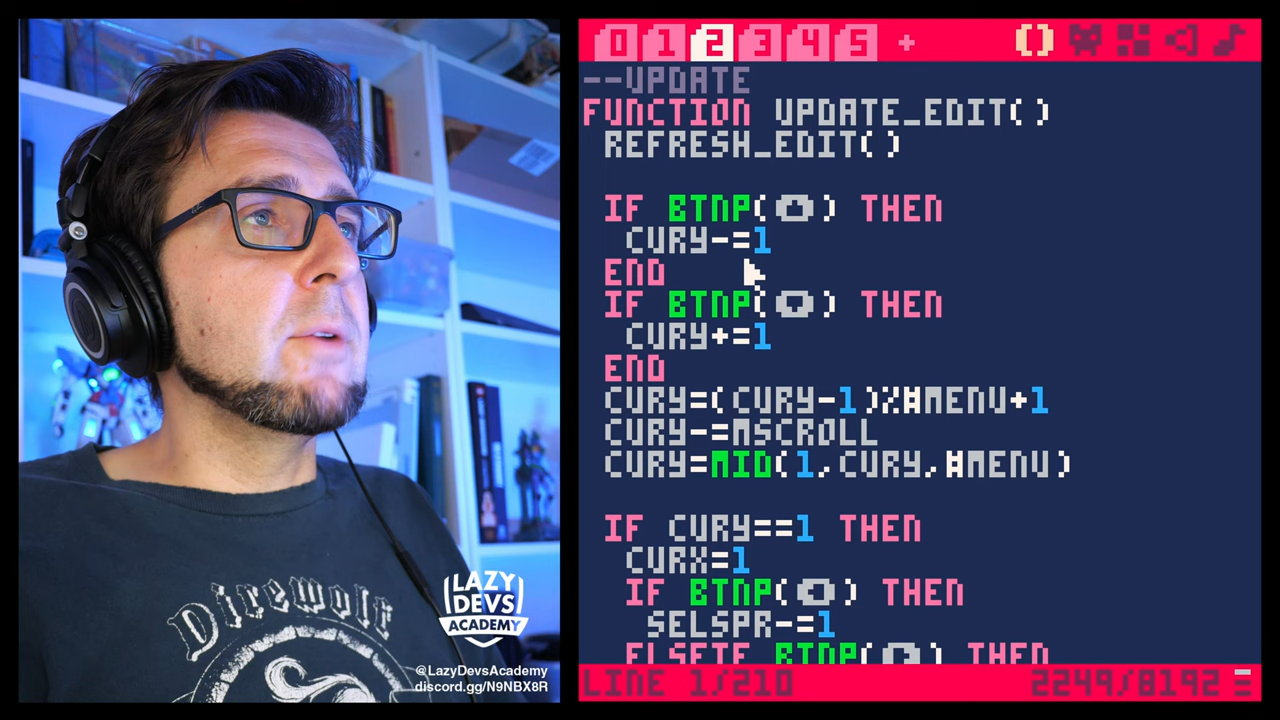 Direwolf
LAZY
DEVS
ACADEMY
@LazyDevsAcademy
discord.gg/N9NBX8R
0 1 2 3 4 5 +
--UPDATE
FUNCTION UPDATE_EDIT()
REFRESH_EDIT()
IF BTNP(⬆️) THEN
CURY-=1
END
IF BTNP(⬇️) THEN
CURY+=1
END
CURY=(CURY-1)%#MENU+1
CURY-=MSCROLL
CURY=MID(1,CURY,#MENU)
IF CURY==1 THEN
CURX=1
IF BTNP(⬅️) THEN
SELSPR-=1
ELSEIF BTNP(➡️) THEN
LINE 1/210
2249/8192